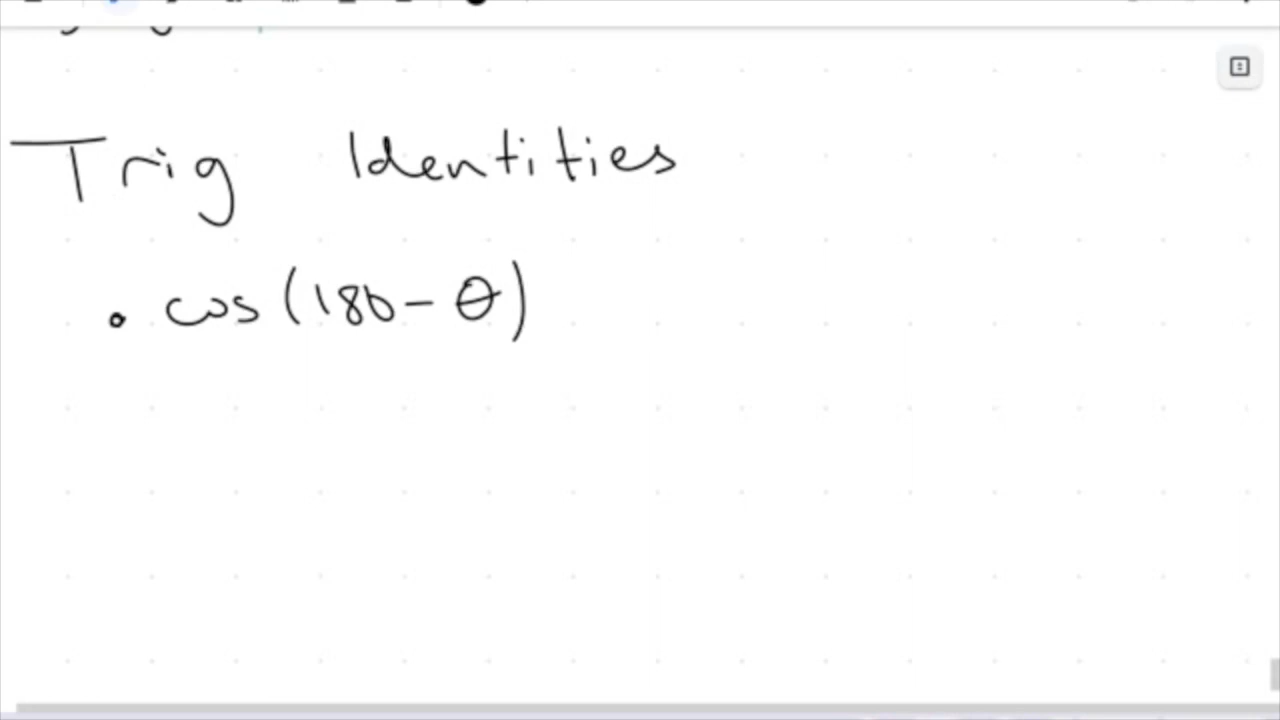 Trig Identities
• cos(180-θ)